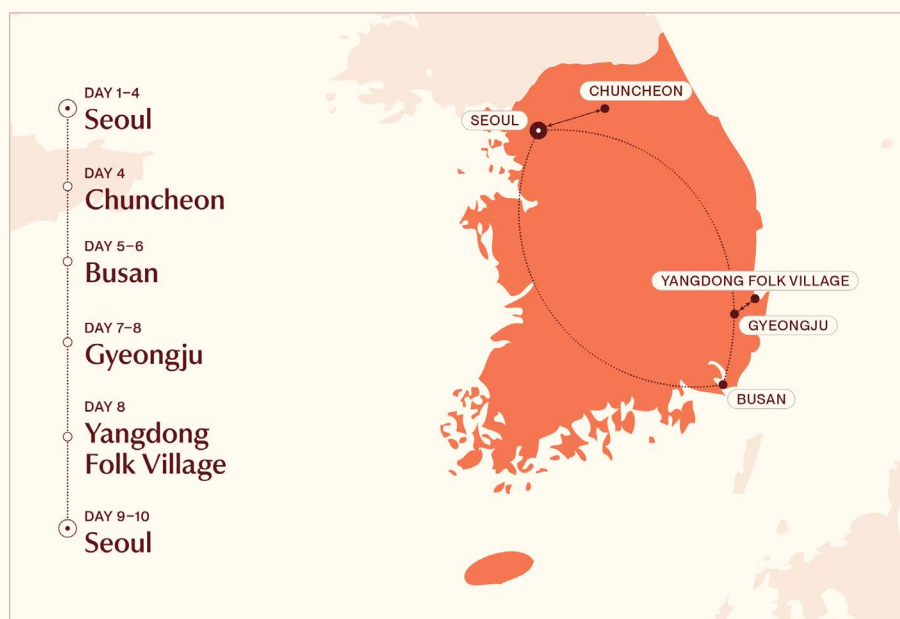 DAY 1–4
Seoul
DAY 4
Chuncheon
DAY 5–6
Busan
DAY 7–8
Gyeongju
DAY 8
Yangdong
Folk Village
DAY 9–10
Seoul
CHUNCHEON
SEOUL
YANGDONG FOLK VILLAGE
GYEONGJU
BUSAN